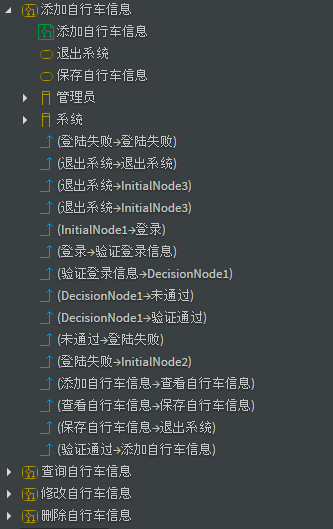 添加自行车信息
添加自行车信息
退出系统
保存自行车信息
管理员
系统
(登陆失败→登陆失败)
(退出系统→退出系统)
(退出系统→InitialNode3)
(退出系统→InitialNode3)
(InitialNode1→登录)
(登录→验证登录信息)
(验证登录信息→DecisionNode1)
(DecisionNode1→未通过)
(DecisionNode1→验证通过)
(未通过→登陆失败)
(登陆失败→InitialNode2)
(添加自行车信息→查看自行车信息)
(查看自行车信息→保存自行车信息)
(保存自行车信息→退出系统)
(验证通过→添加自行车信息)
查询自行车信息
修改自行车信息
删除自行车信息